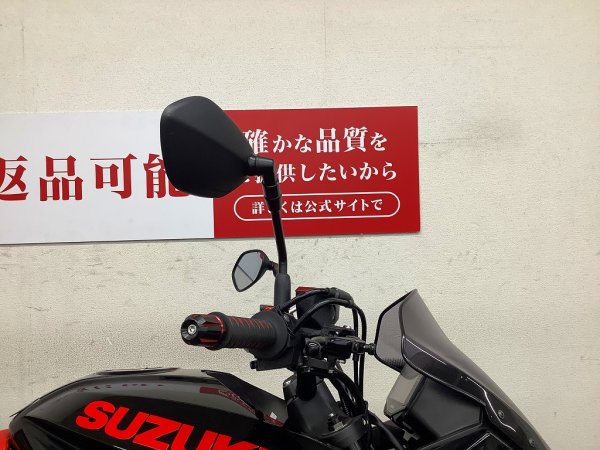 返品可能
確かな品質を
提供したいから
詳しくは公式サイトで
SUZUKI